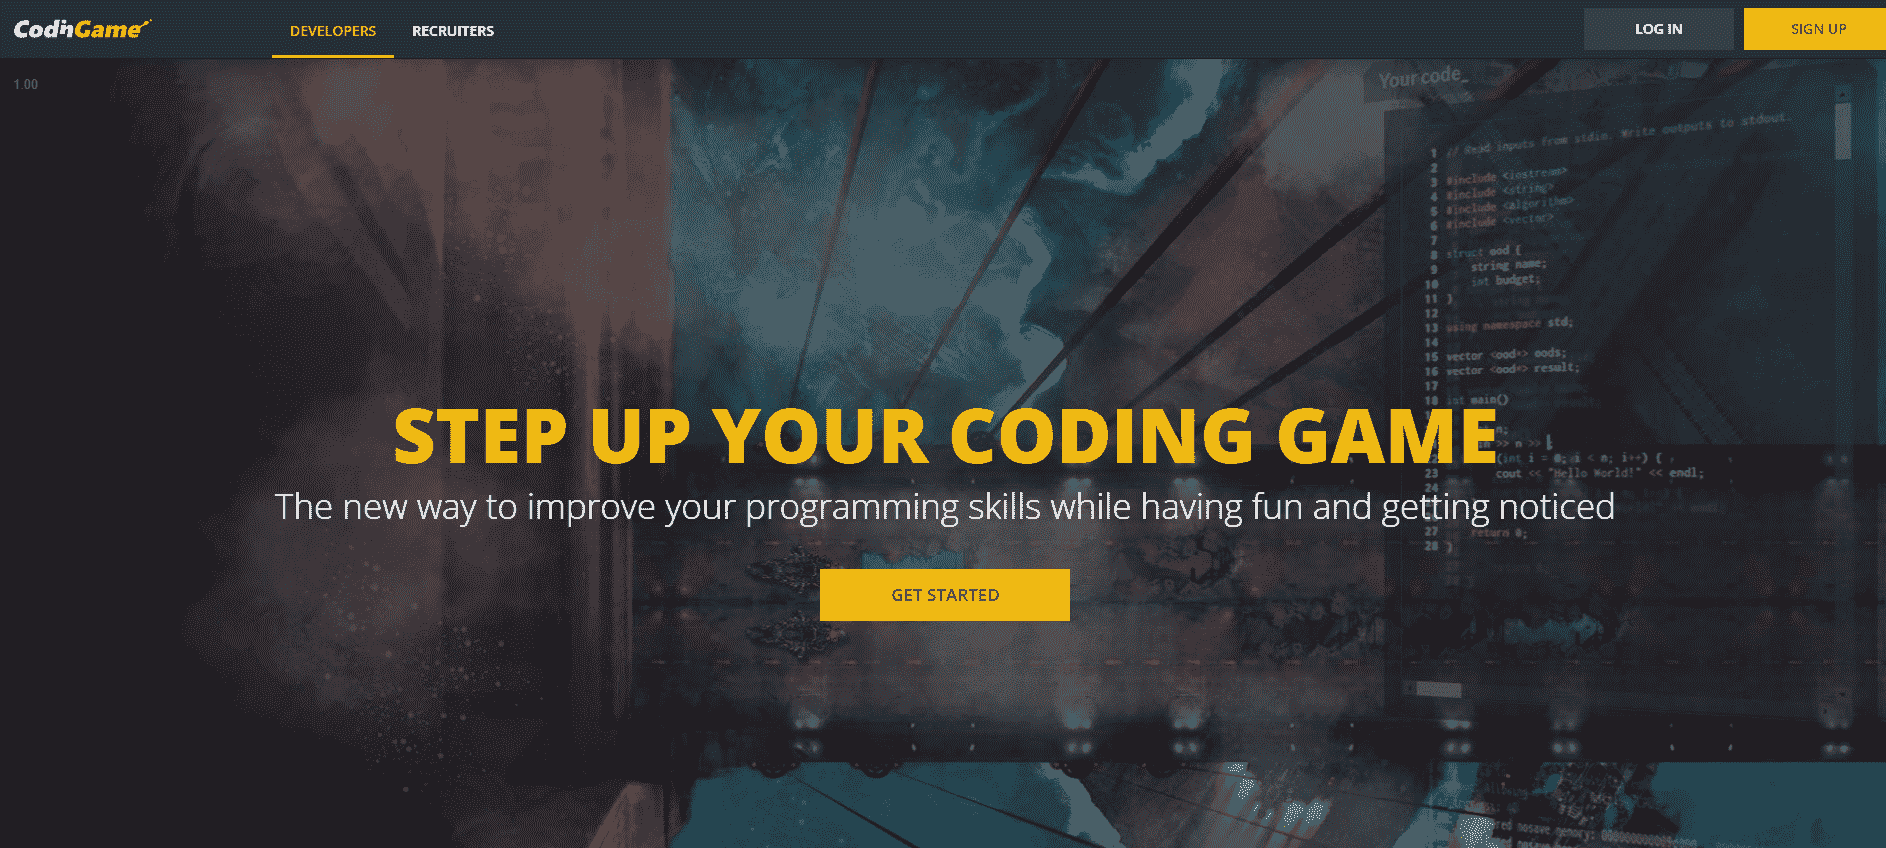 CodinGame
DEVELOPERS
RECRUITERS
LOG IN
SIGN UP
1.00
Your code_
1 // Read inputs from stdin. Write outputs to stdout.
2
3 #include <iostream>
4 #include <string>
5 #include <algorithm>
6 #include <vector>
7
8 struct ood {
9 string name;
10 int budget;
11 }
12
13 using namespace std;
14
15 vector <ood*> oods;
16 vector <ood*> result;
17
18 int main()
n;
>> n >>
STEP UP YOUR CODING GAME
(int i = 0; i < n; i++) {
23 cout << "Hello World!" << endl;
24
The new way to improve your programming skills while having fun and getting noticed
27 return 0;
28 }
GET STARTED
red nosave memory: